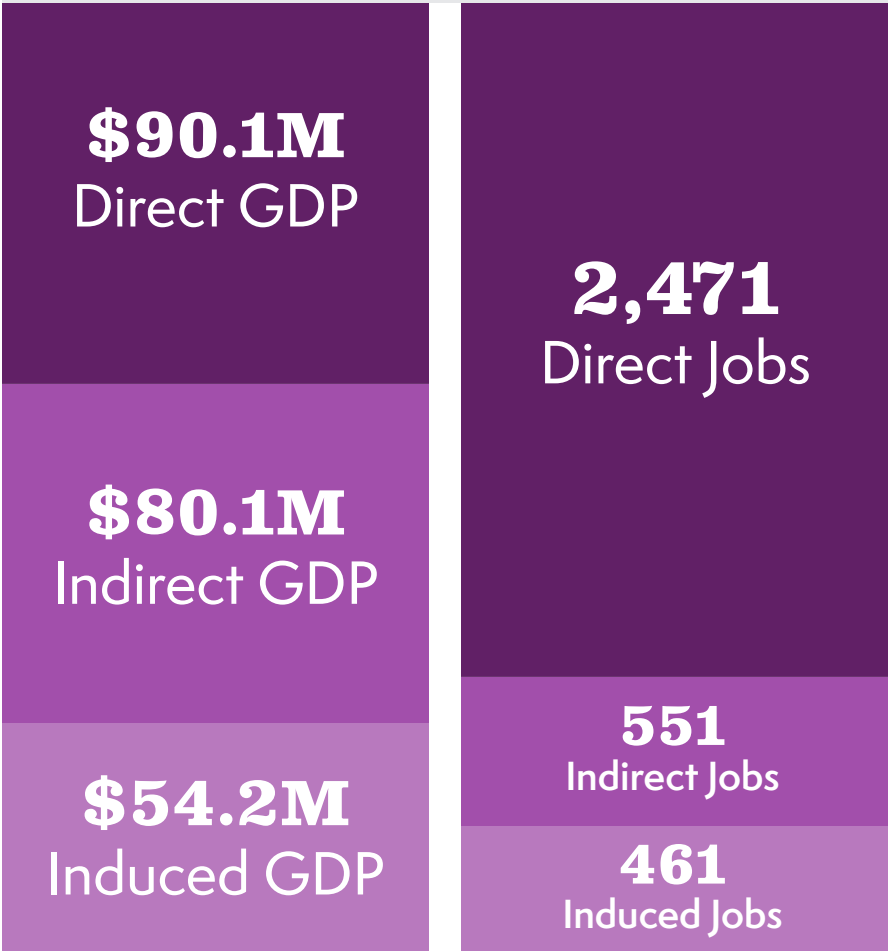 $90.1M
Direct GDP
$80.1M
Indirect GDP
$54.2M
Induced GDP
2,471
Direct Jobs
551
Indirect Jobs
461
Induced Jobs